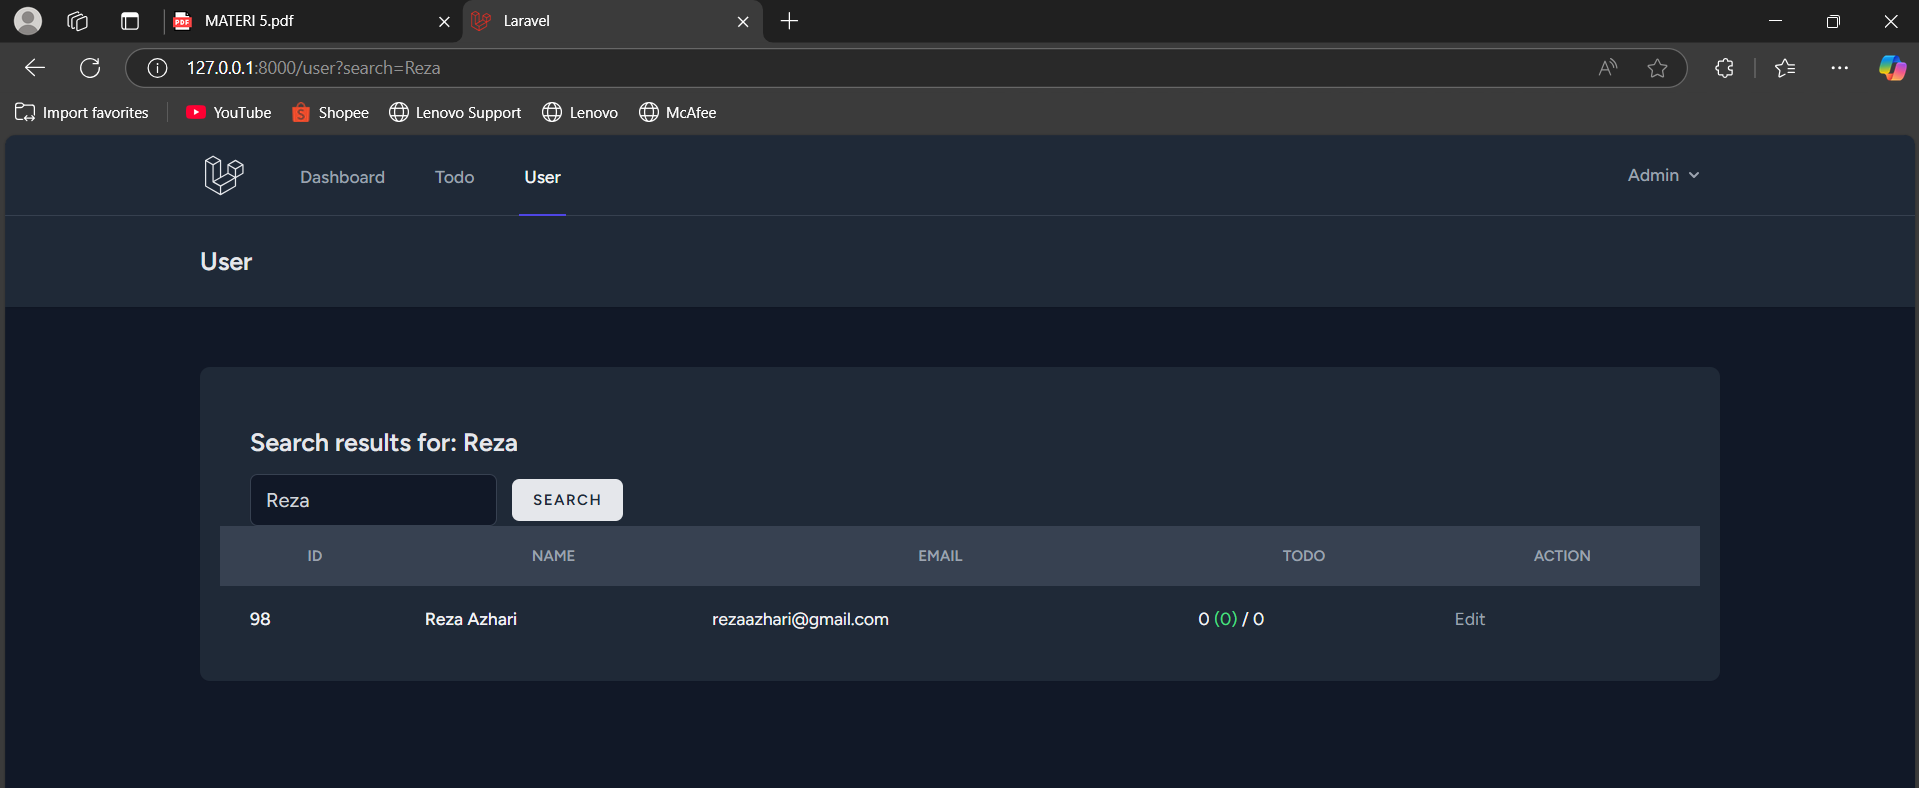 MATERI 5.pdf
Laravel
127.0.0.1:8000/user?search=Reza
Import favorites
YouTube
Shopee
Lenovo Support
Lenovo
McAfee
Dashboard
Todo
User
Admin
User
Search results for: Reza
Reza
SEARCH
ID NAME EMAIL TODO ACTION
98 Reza Azhari rezaazhari@gmail.com 0 (0) / 0 Edit